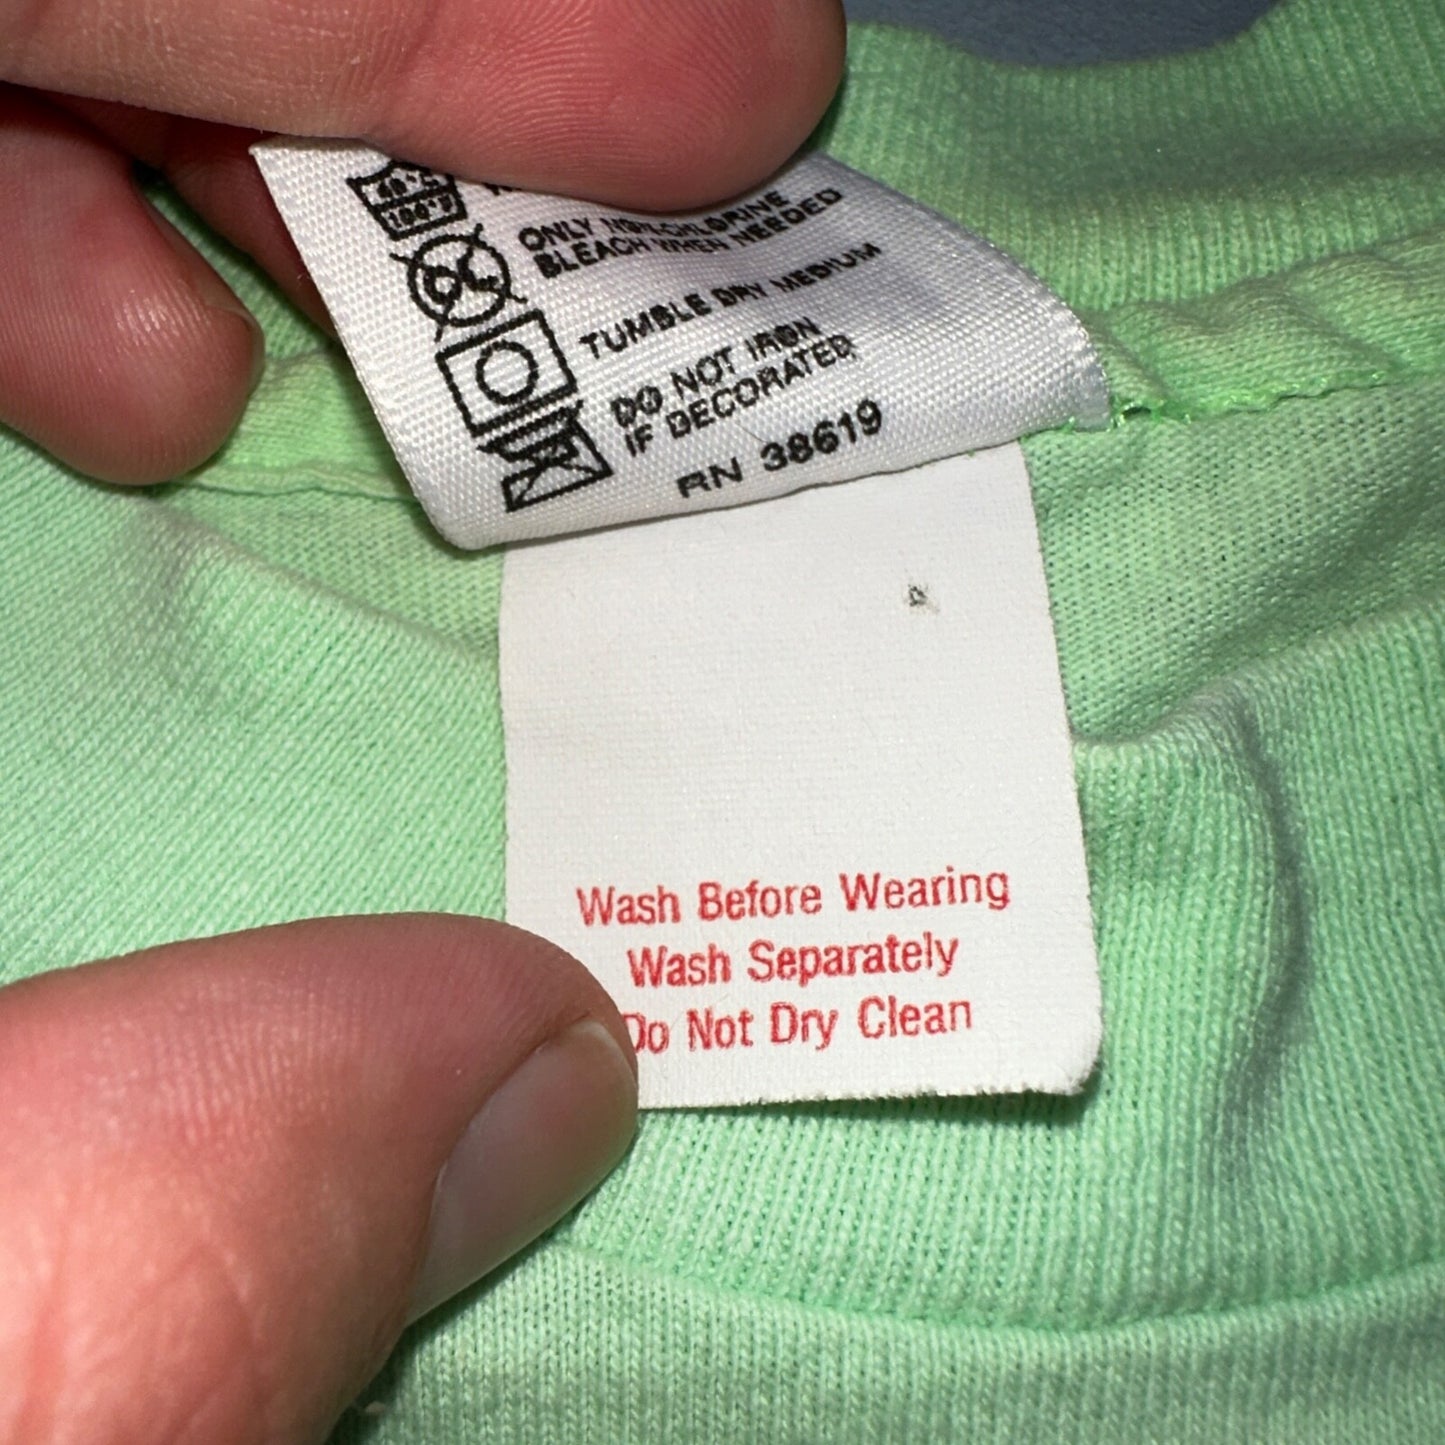 40°C
ONLY NON-CHLORINE
BLEACH WHEN NEEDED
TUMBLE DRY MEDIUM
DO NOT IRON
IF DECORATED
RN 38619
Wash Before Wearing
Wash Separately
Do Not Dry Clean